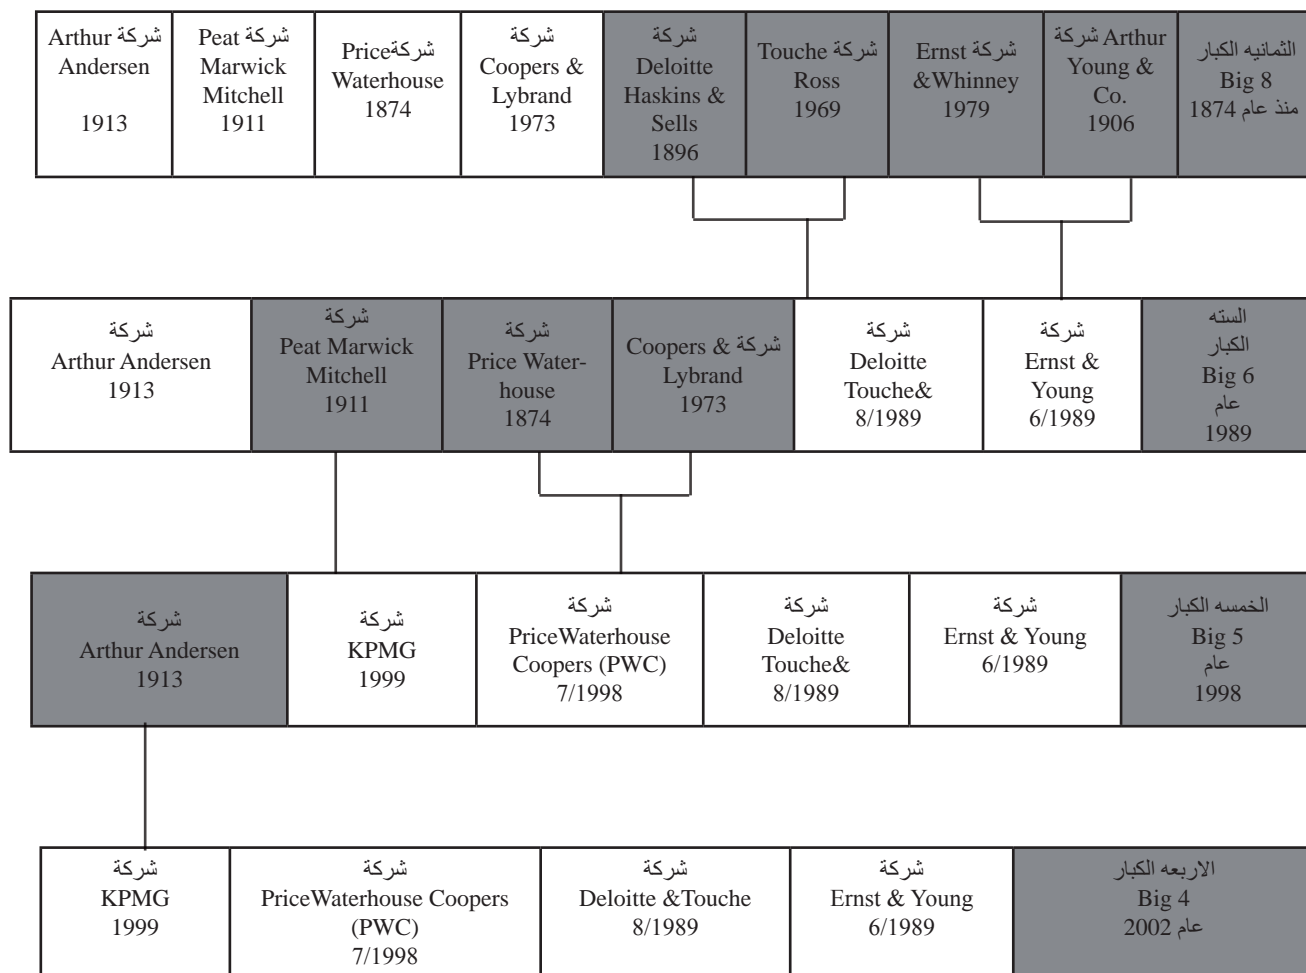 شركة Arthur
Andersen
1913
شركة Peat
Marwick
Mitchell
1911
شركةPrice
Waterhouse
1874
شركة
Coopers &
Lybrand
1973
شركة
Deloitte
Haskins &
Sells
1896
شركة Touche
Ross
1969
شركة Ernst
&Whinney
1979
شركة Arthur
Young &
Co.
1906
الثمانيه الكبار
Big 8
منذ عام 1874
شركة
Arthur Andersen
1913
شركة
Peat Marwick
Mitchell
1911
شركة
Price Water-
house
1874
شركة Coopers &
Lybrand
1973
شركة
Deloitte
Touche&
8/1989
شركة
Ernst &
Young
6/1989
السته
الكبار
Big 6
عام
1989
شركة
Arthur Andersen
1913
شركة
KPMG
1999
شركة
PriceWaterhouse
Coopers (PWC)
7/1998
شركة
Deloitte
Touche&
8/1989
شركة
Ernst & Young
6/1989
الخمسه الكبار
Big 5
عام
1998
شركة
KPMG
1999
شركة
PriceWaterhouse Coopers
(PWC)
7/1998
شركة
Deloitte &Touche
8/1989
شركة
Ernst & Young
6/1989
الاربعه الكبار
Big 4
عام 2002